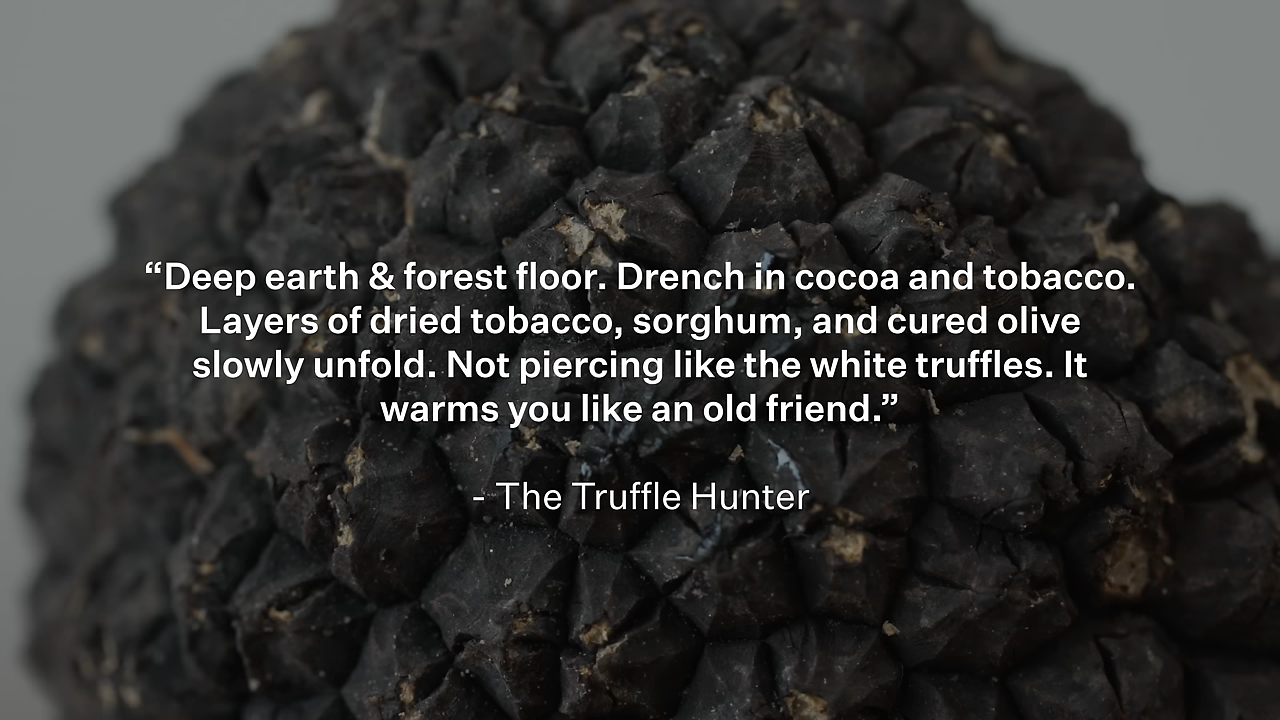 “Deep earth & forest floor. Drench in cocoa and tobacco.
Layers of dried tobacco, sorghum, and cured olive
slowly unfold. Not piercing like the white truffles. It
warms you like an old friend.”
- The Truffle Hunter